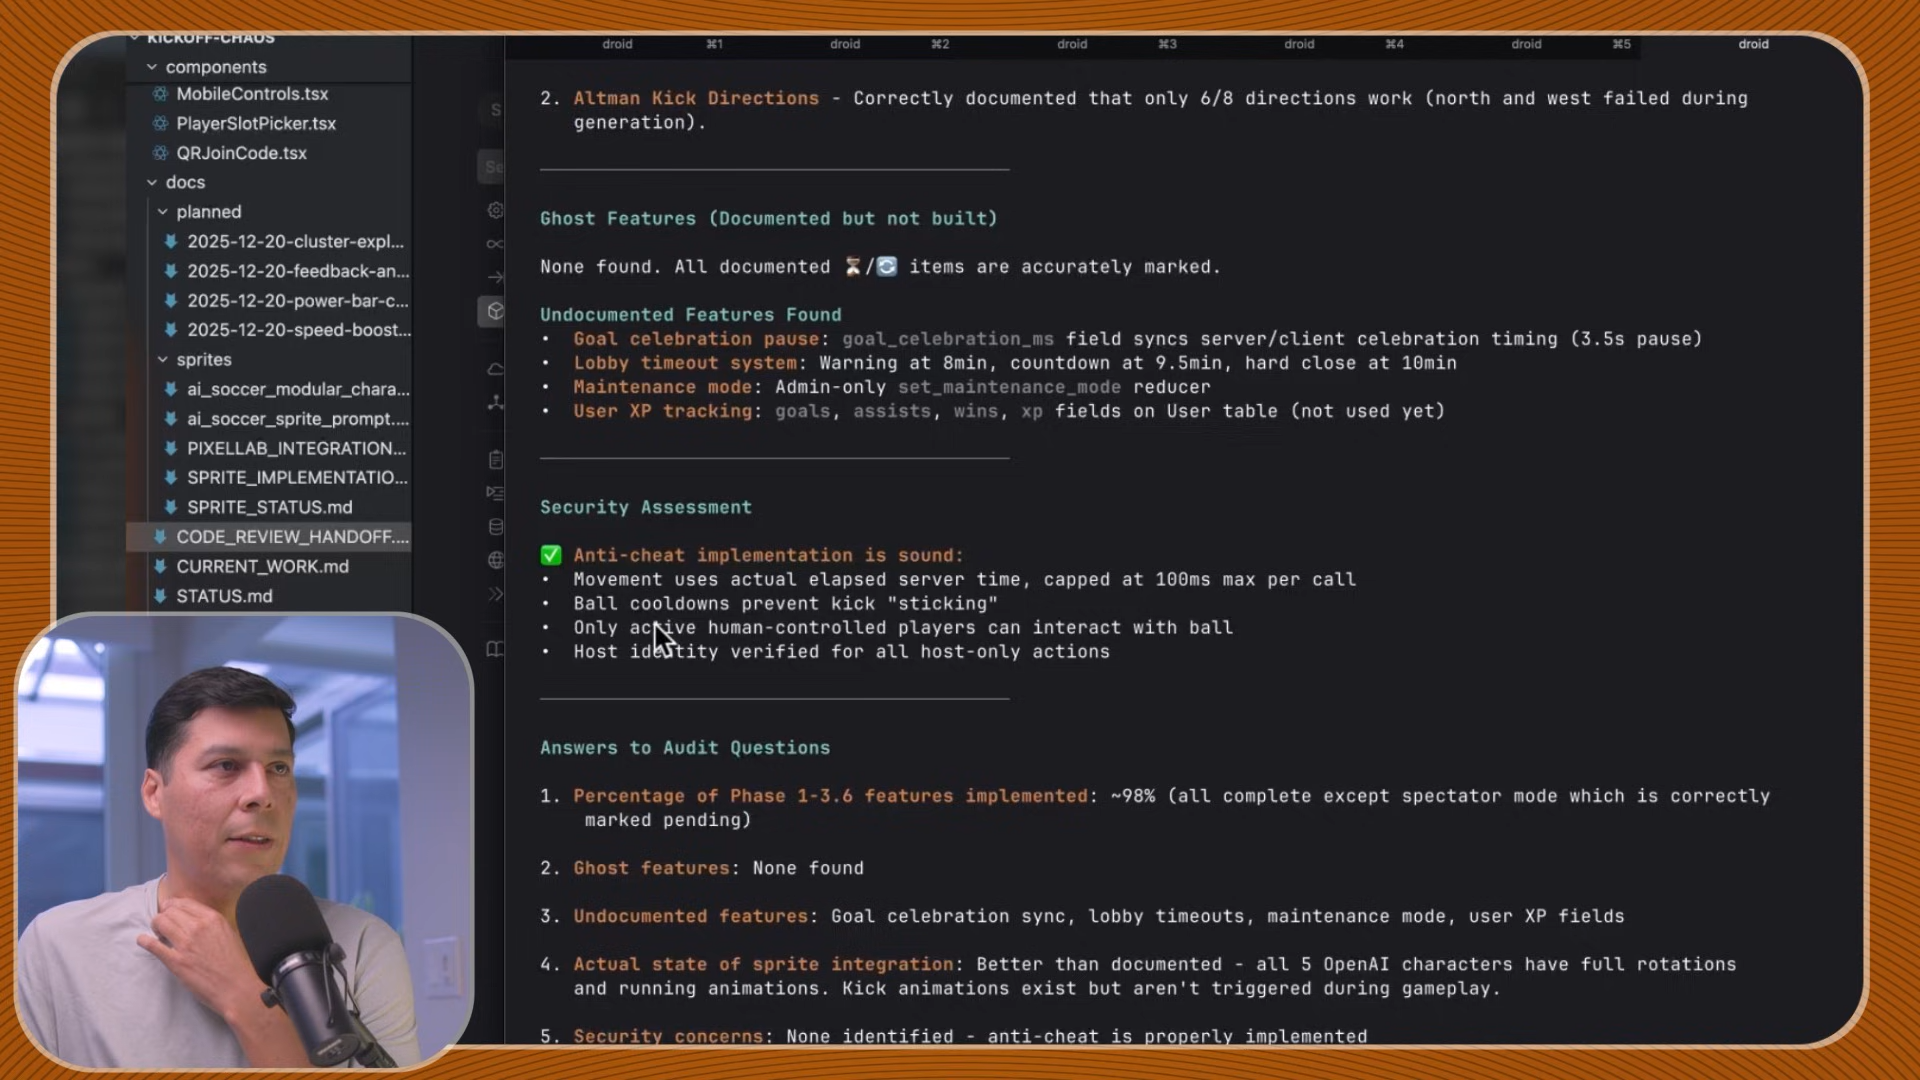 KICKOFF-CHAOS
components
MobileControls.tsx
PlayerSlotPicker.tsx
QRJoinCode.tsx
docs
planned
2025-12-20-cluster-expl...
2025-12-20-feedback-an...
2025-12-20-power-bar-c...
2025-12-20-speed-boost...
sprites
ai_soccer_modular_chara...
ai_soccer_sprite_prompt....
PIXELLAB_INTEGRATION...
SPRITE_IMPLEMENTATIO...
SPRITE_STATUS.md
CODE_REVIEW_HANDOFF....
CURRENT_WORK.md
STATUS.md
S
Se
droid ⌘1 droid ⌘2 droid ⌘3 droid ⌘4 droid ⌘5 droid
2. Altman Kick Directions - Correctly documented that only 6/8 directions work (north and west failed during
generation).
Ghost Features (Documented but not built)
None found. All documented ⏳/🔄 items are accurately marked.
Undocumented Features Found
• Goal celebration pause: goal_celebration_ms field syncs server/client celebration timing (3.5s pause)
• Lobby timeout system: Warning at 8min, countdown at 9.5min, hard close at 10min
• Maintenance mode: Admin-only set_maintenance_mode reducer
• User XP tracking: goals, assists, wins, xp fields on User table (not used yet)
Security Assessment
✅ Anti-cheat implementation is sound:
• Movement uses actual elapsed server time, capped at 100ms max per call
• Ball cooldowns prevent kick "sticking"
• Only active human-controlled players can interact with ball
• Host identity verified for all host-only actions
Answers to Audit Questions
1. Percentage of Phase 1-3.6 features implemented: ~98% (all complete except spectator mode which is correctly
marked pending)
2. Ghost features: None found
3. Undocumented features: Goal celebration sync, lobby timeouts, maintenance mode, user XP fields
4. Actual state of sprite integration: Better than documented - all 5 OpenAI characters have full rotations
and running animations. Kick animations exist but aren't triggered during gameplay.
5. Security concerns: None identified - anti-cheat is properly implemented